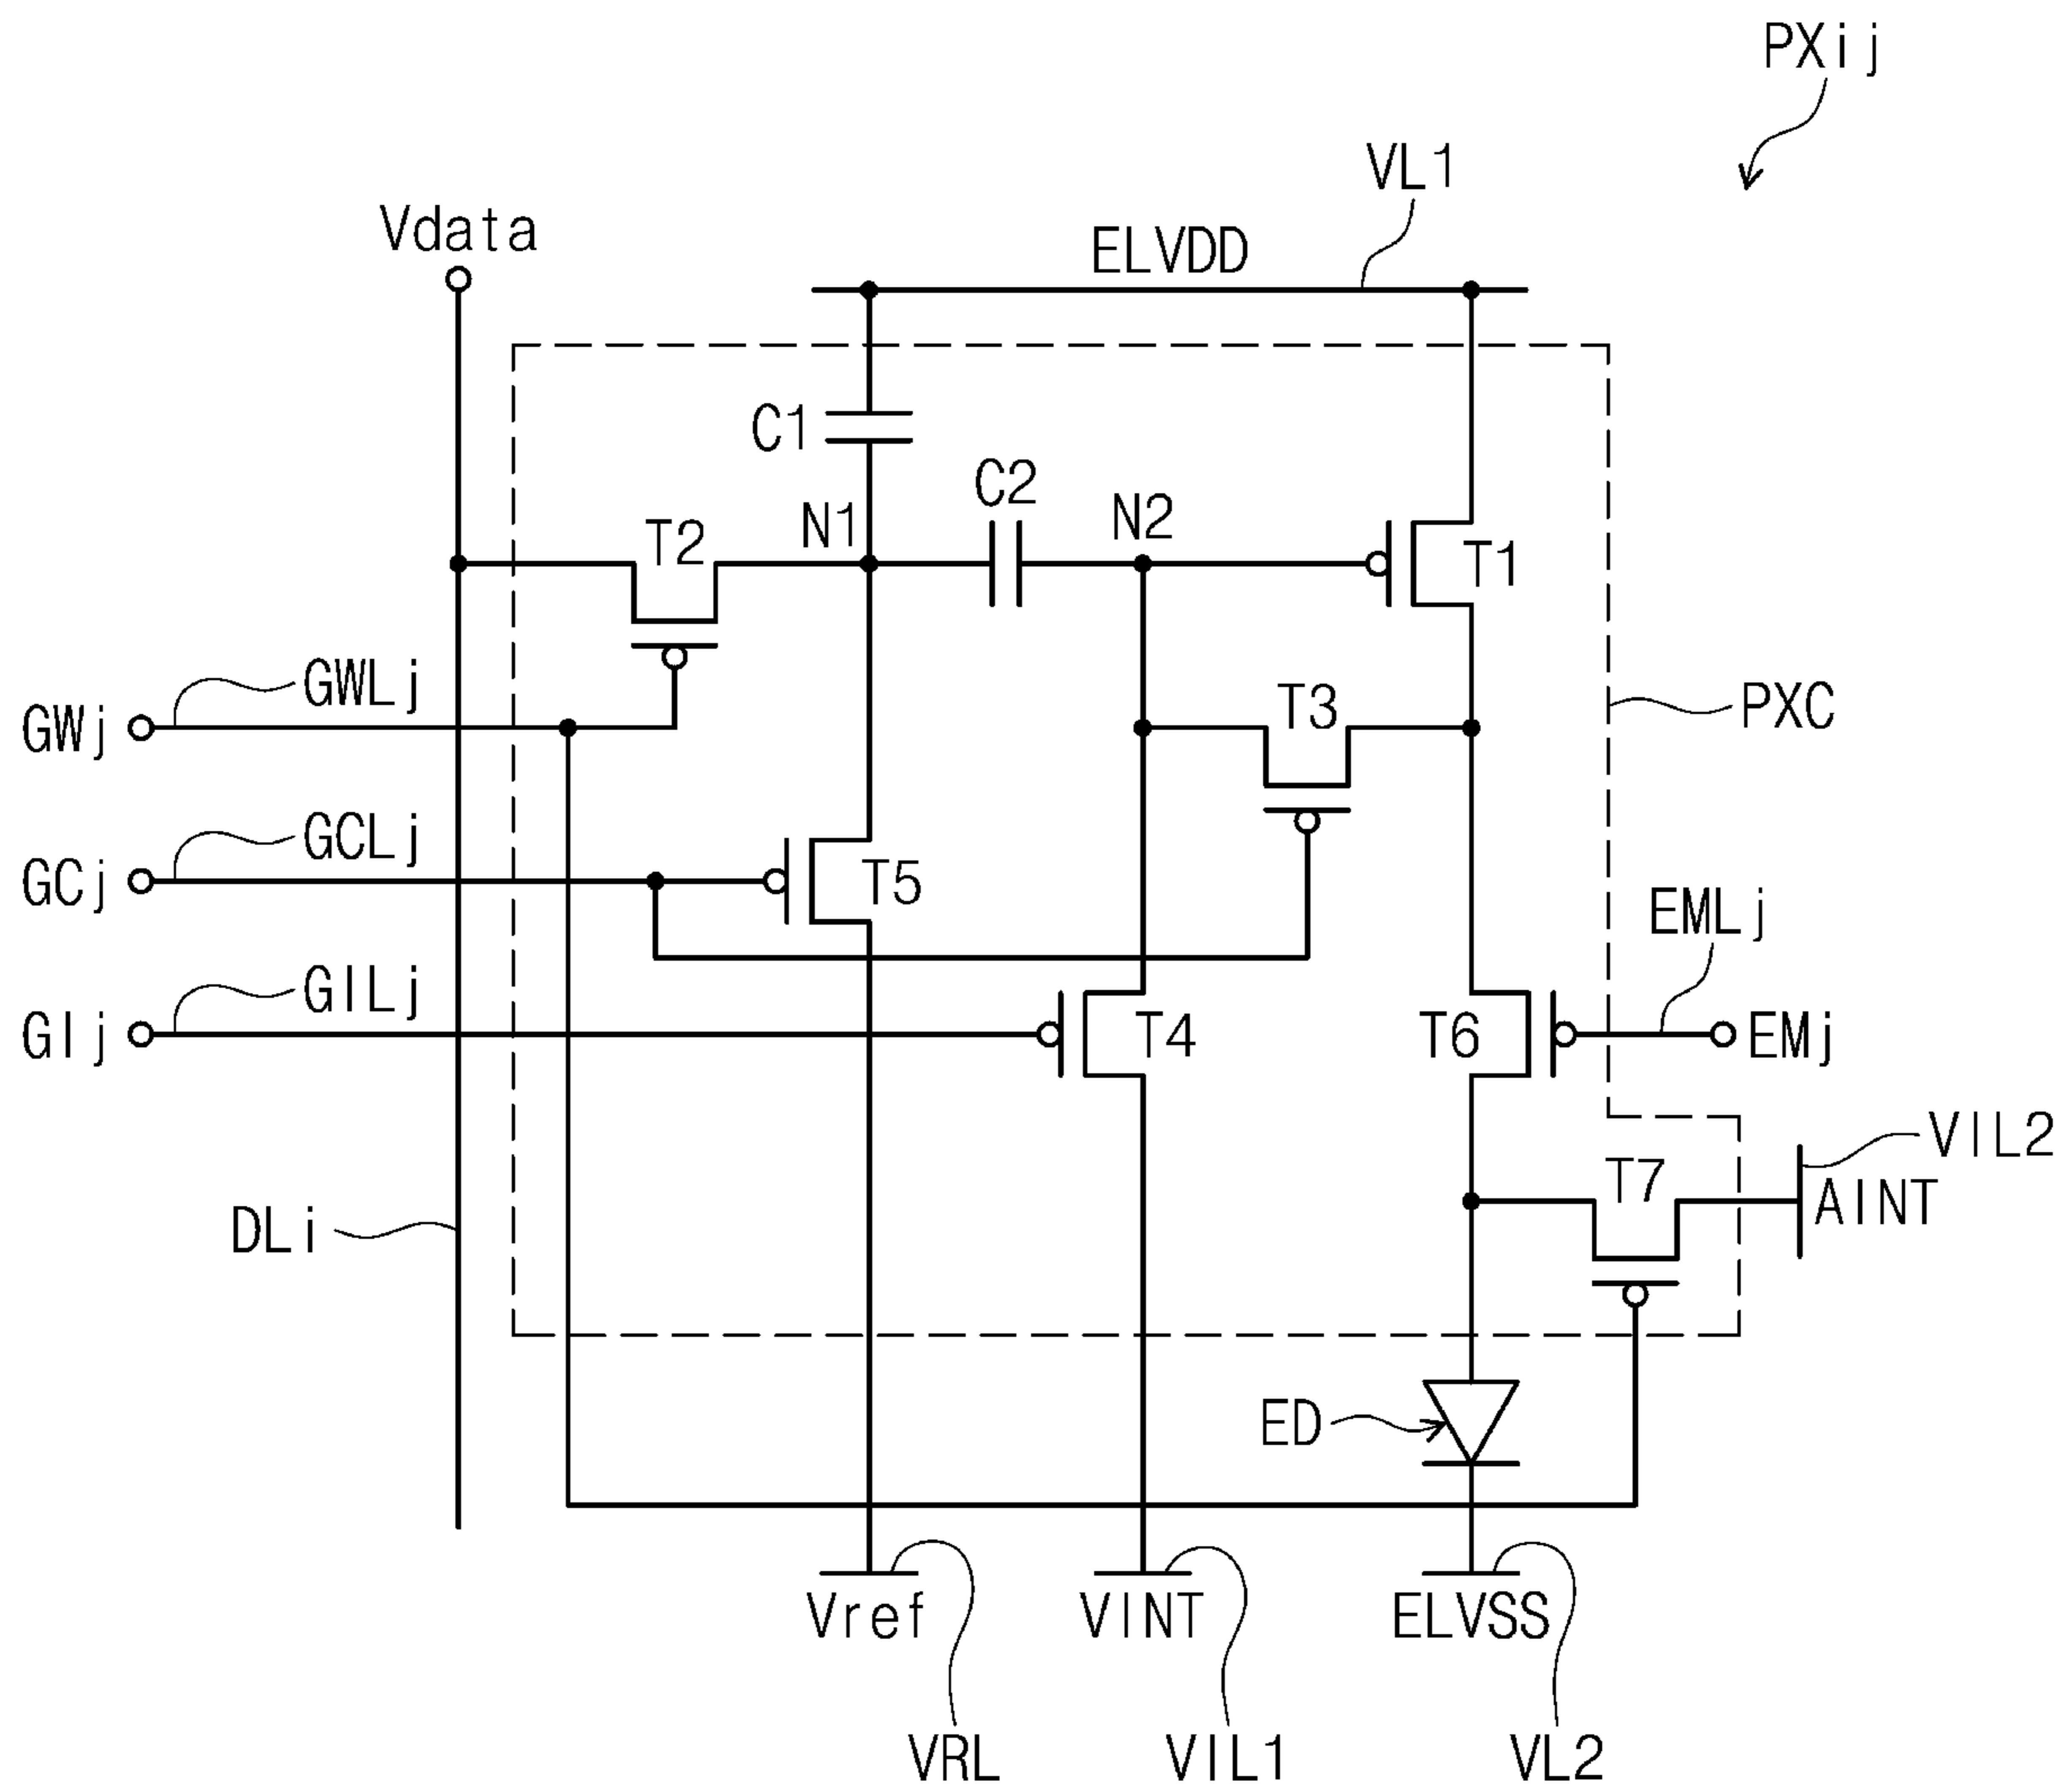 PXij
VL1
Vdata
ELVDD
C1
C2
N1
N2
T2
T1
GWLj
GWj
T3
PXC
GCLj
GCj
T5
EMLj
GILj
GIj
T4
T6
EMj
VIL2
T7
AINT
DLi
ED
Vref
VINT
ELVSS
VRL
VIL1
VL2